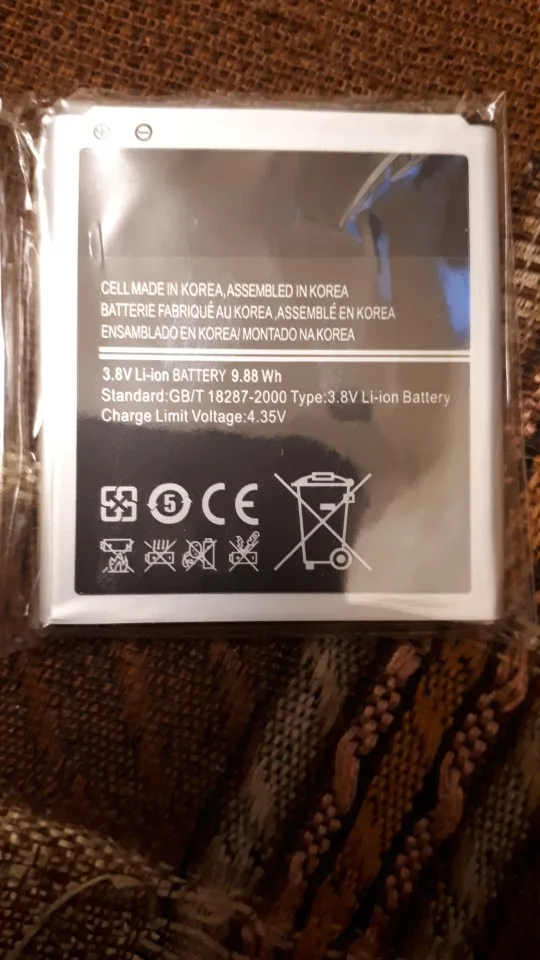 CELL MADE IN KOREA,ASSEMBLED IN KOREA
BATTERIE FABRIQUÉ AU KOREA,ASSEMBLÉ EN KOREA
ENSAMBLADO EN KOREA/ MONTADO NA KOREA
3.8V Li-ion BATTERY 9.88 Wh
Standard:GB/T 18287-2000 Type:3.8V Li-ion Battery
Charge Limit Voltage:4.35V
5 CE